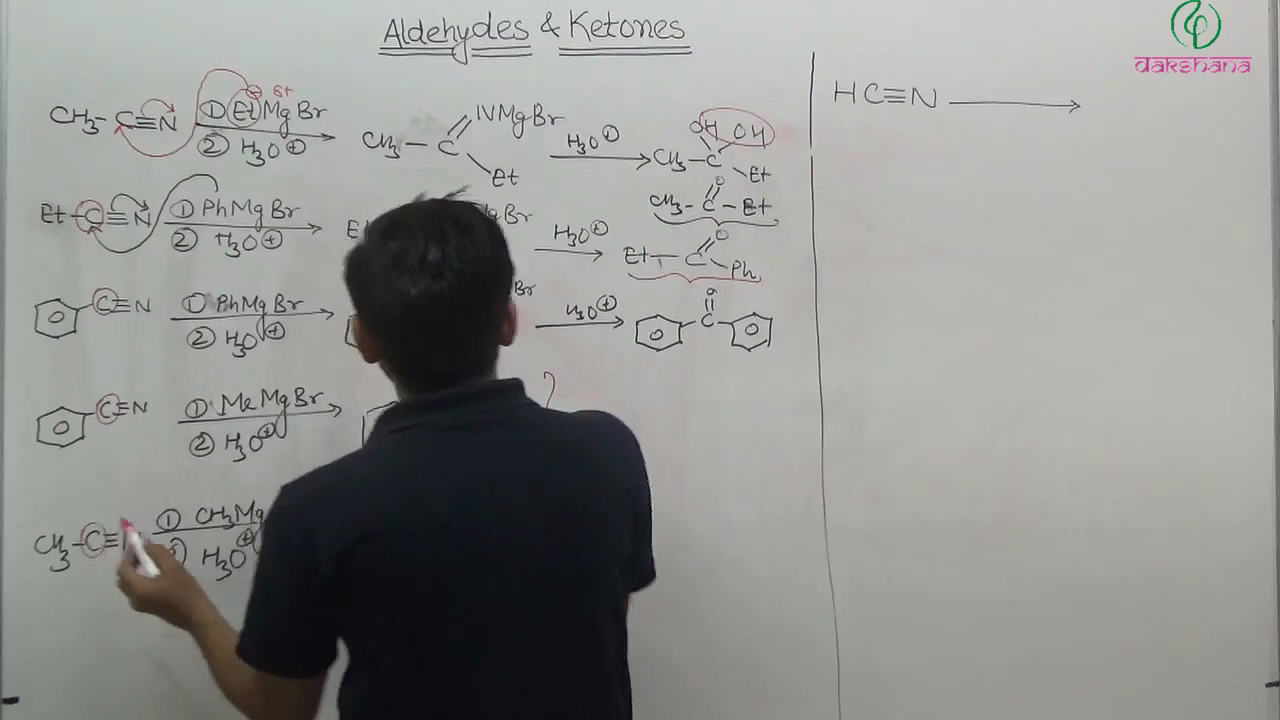 Aldehydes & Ketones
dakshana
CH3-C≡N ① EtMgBr δ+
② H3O⊕
CH3-C NMgBr Et
H3O⊕
OH OH CH3-C Et
O CH3-C-Et
Et-C≡N ① PhMgBr
② H3O⊕
H3O⊕
O Et-C Ph
C≡N ① PhMgBr
② H3O⊕
Br H3O⊕
O C
C≡N ① MeMgBr
② H3O⊕
CH3-C≡ ① CH3Mg
② H3O⊕
HC≡N